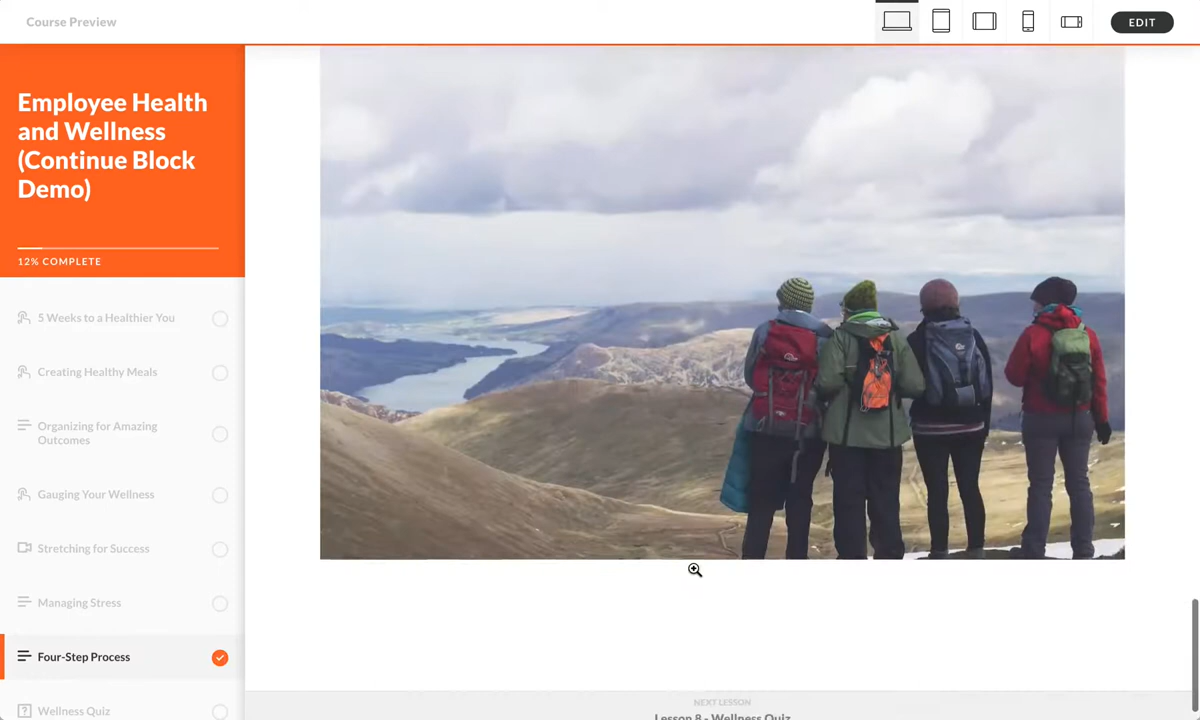 Course Preview
EDIT
Employee Health
and Wellness
(Continue Block
Demo)
12% COMPLETE
5 Weeks to a Healthier You
Creating Healthy Meals
Organizing for Amazing
Outcomes
Gauging Your Wellness
Stretching for Success
Managing Stress
Four-Step Process
Wellness Quiz
NEXT LESSON
Lesson 8 - Wellness Quiz